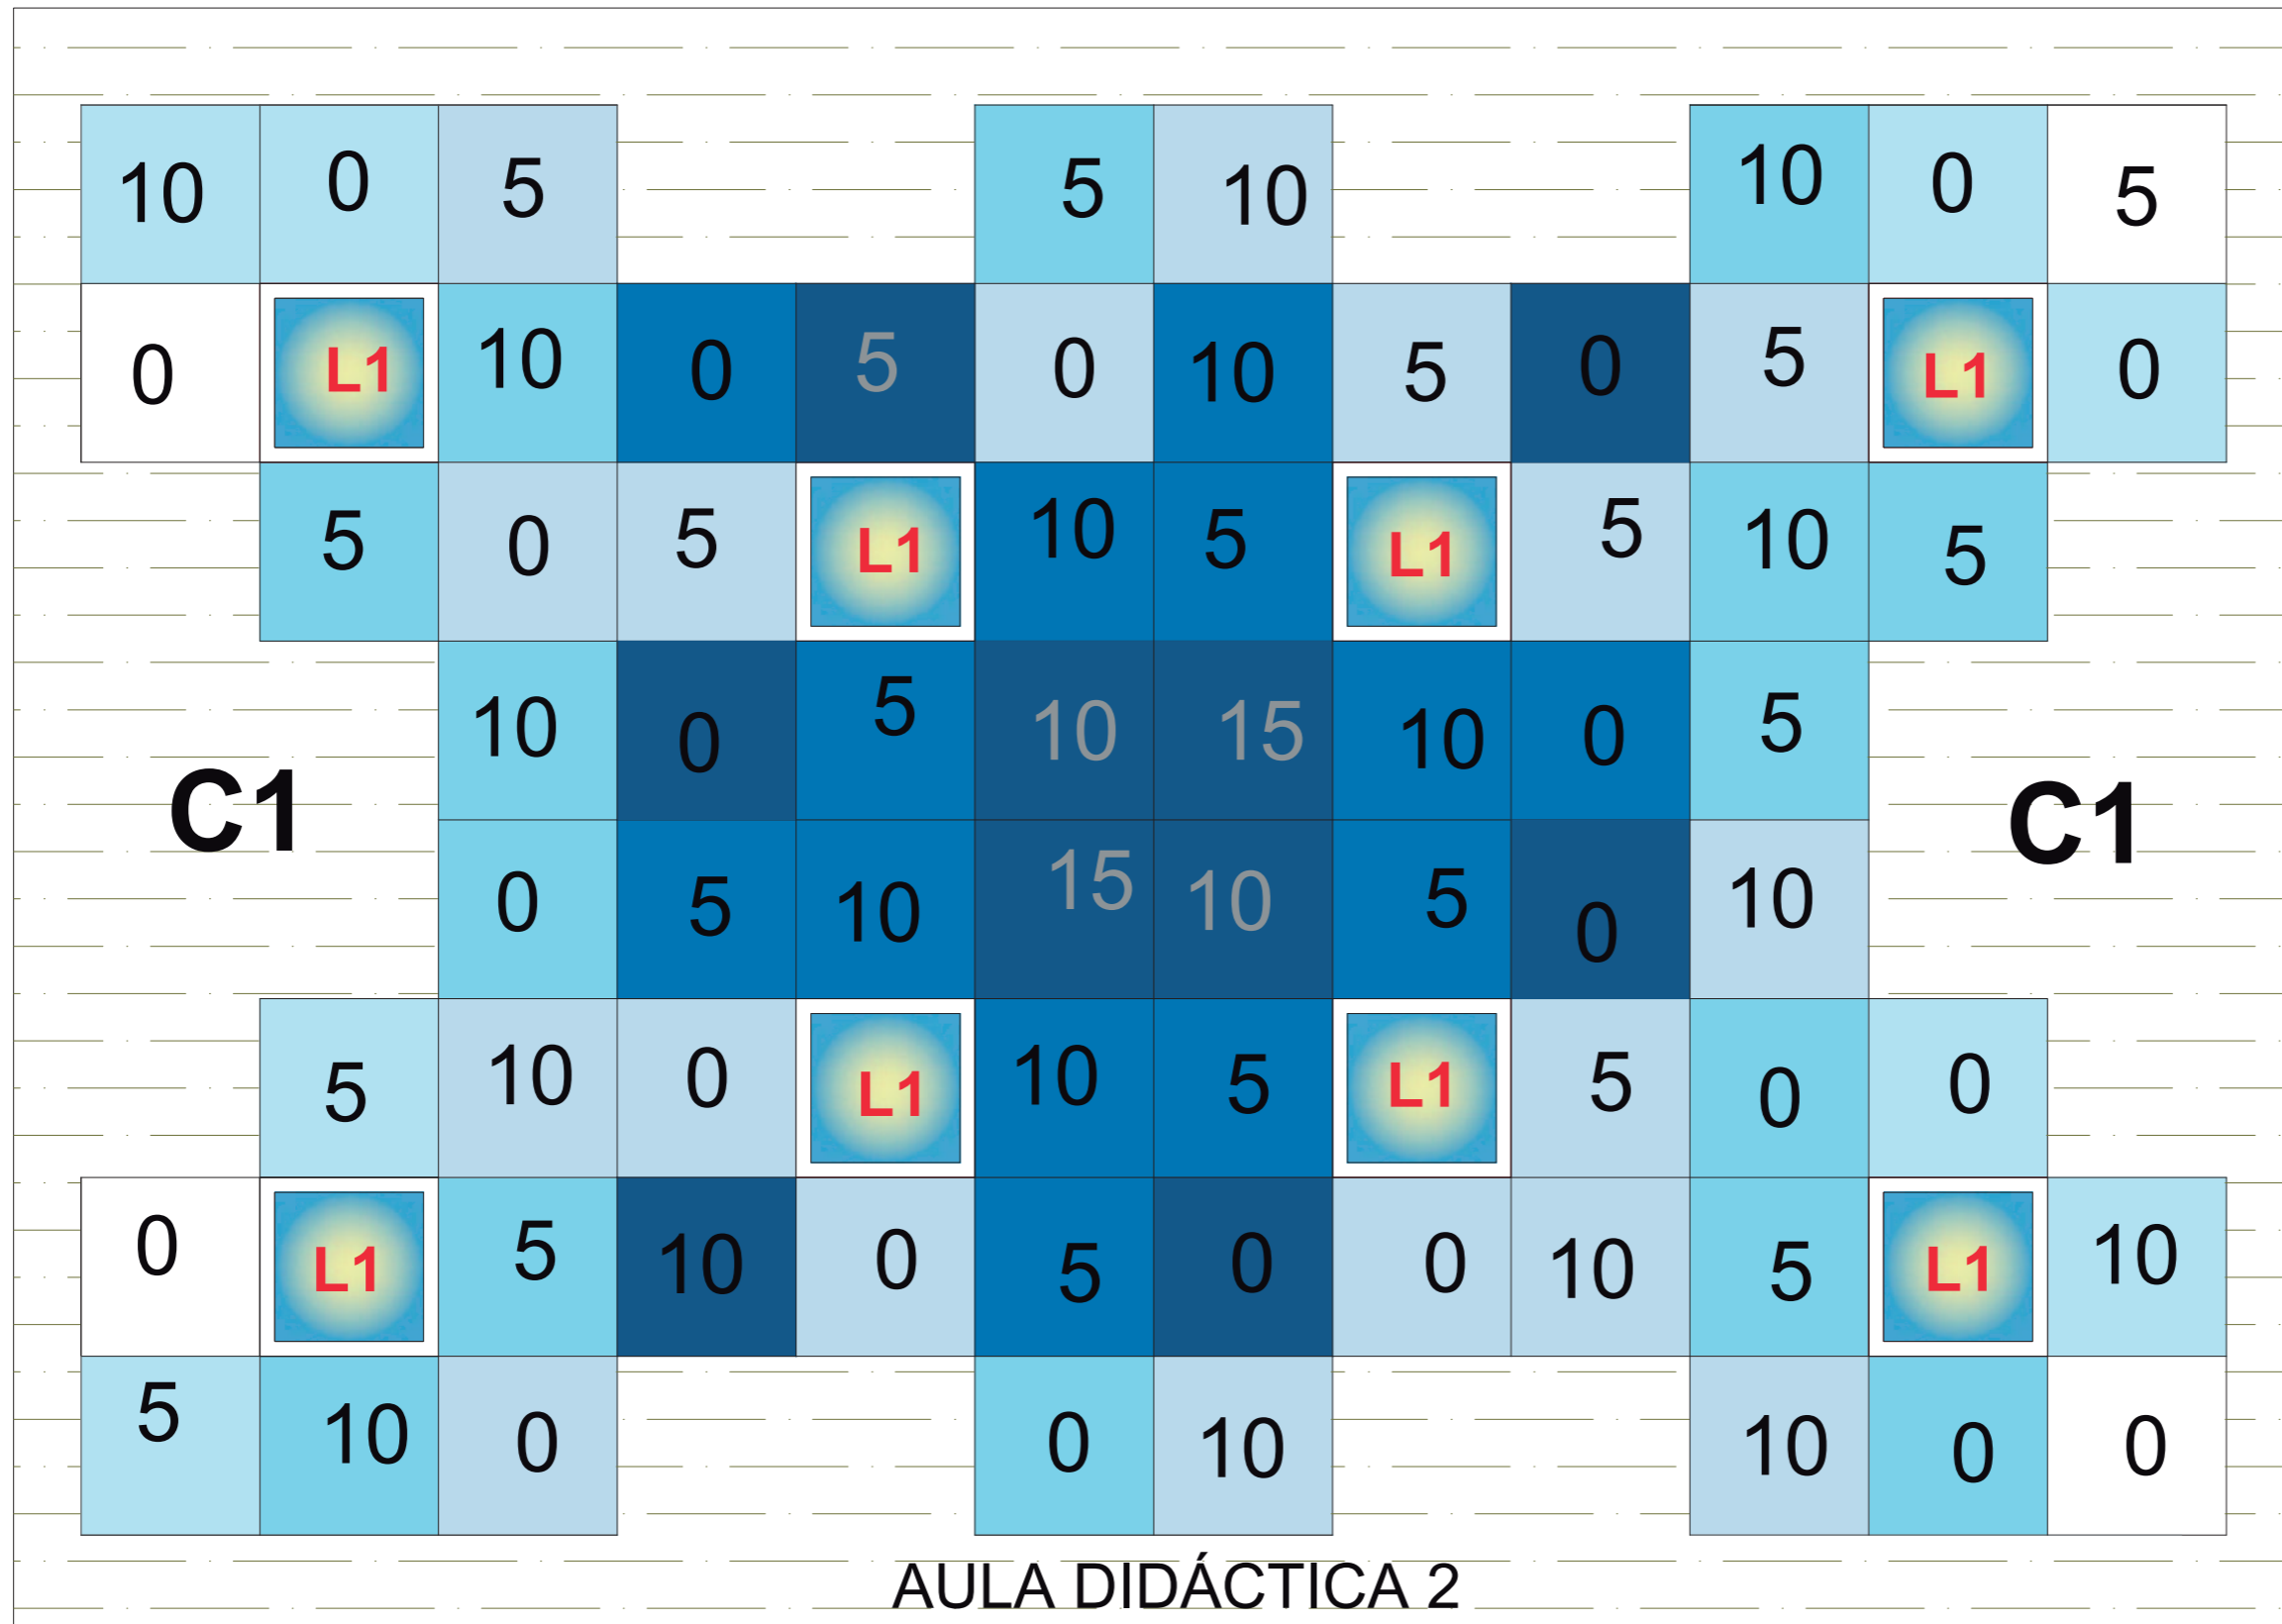 10 0 5 5 10 10 0 5
0 L1 10 0 5 0 10 5 0 5 L1 0
5 0 5 L1 10 5 L1 5 10 5
10 0 5 10 15 10 0 5
C1 C1
0 5 10 15 10 5 0 10
5 10 0 L1 10 5 L1 5 0 0
0 L1 5 10 0 5 0 0 10 5 L1 10
5 10 0 0 10 10 0 0
AULA DIDÁCTICA 2